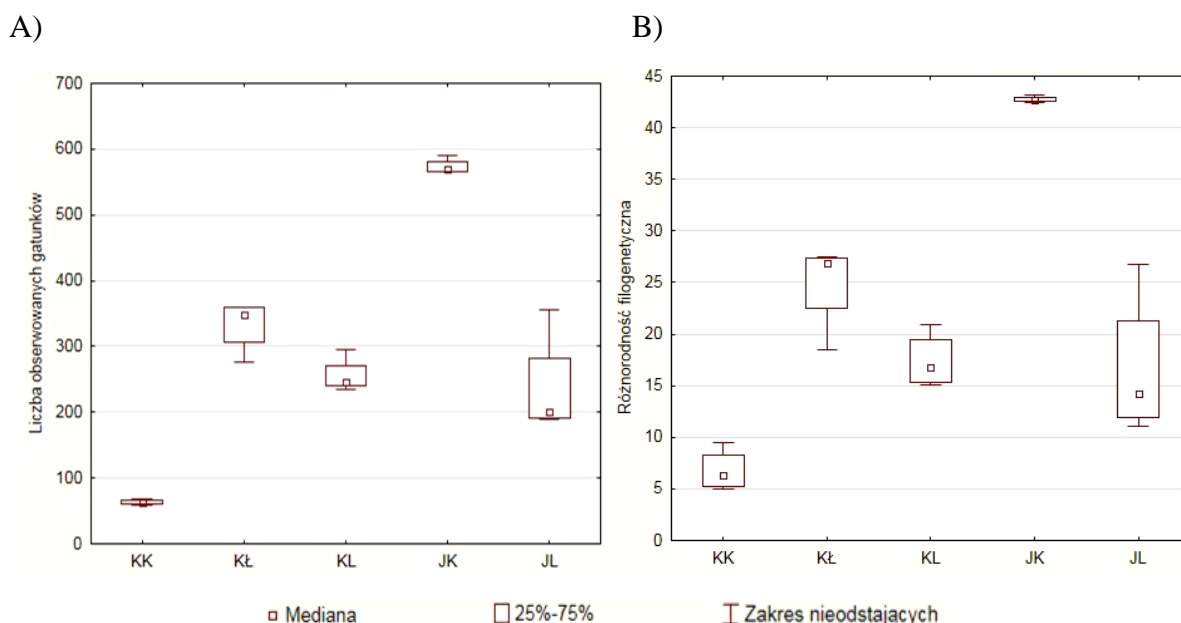 A)
B)
Liczba obserwowanych gatunków
700
600
500
400
300
200
100
0
KK KŁ KL JK JL
Różnorodność filogenetyczna
45
40
35
30
25
20
15
10
5
0
KK KŁ KL JK JL
Mediana 25%-75% Zakres nieodstających